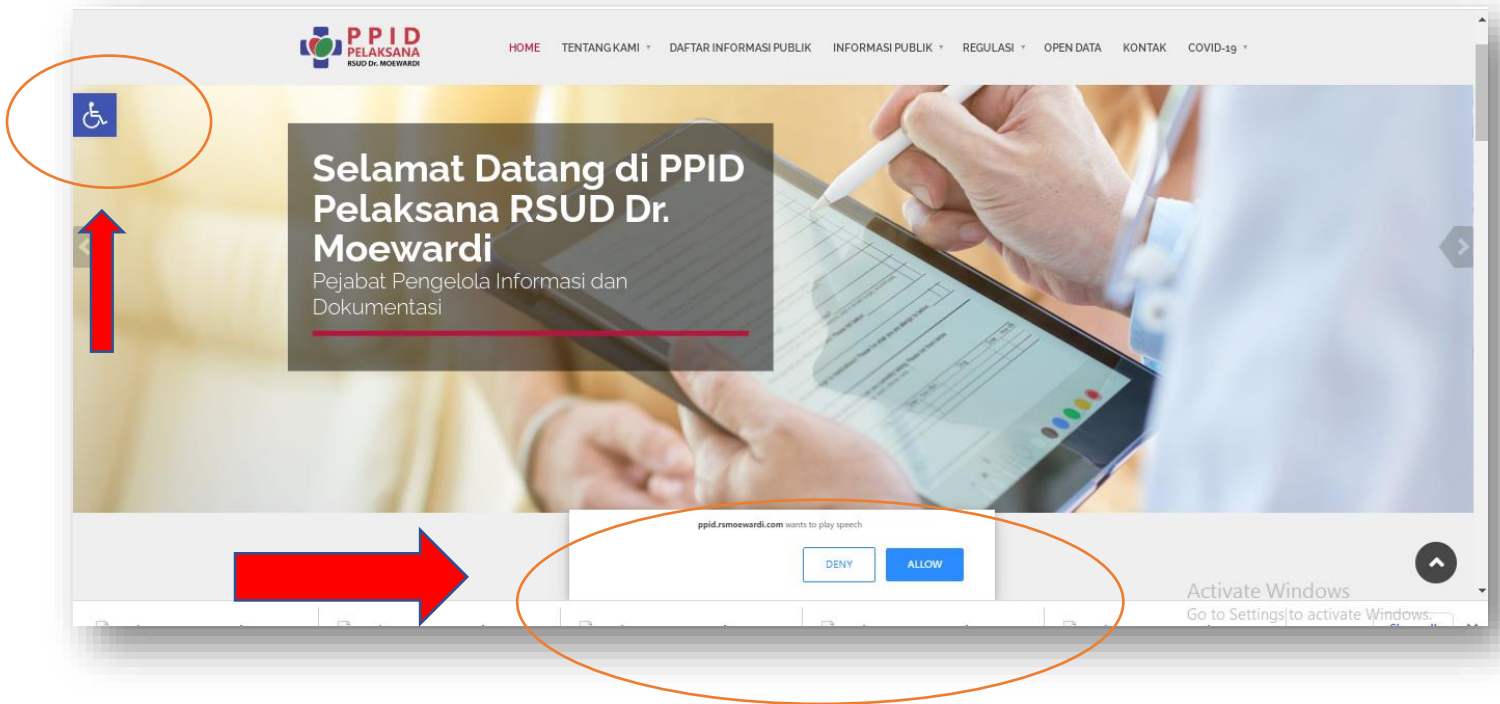 PPID
PELAKSANA
RSUD Dr. MOEWARDI
HOME TENTANG KAMI DAFTAR INFORMASI PUBLIK INFORMASI PUBLIK REGULASI OPEN DATA KONTAK COVID-19
Selamat Datang di PPID
Pelaksana RSUD Dr.
Moewardi
Pejabat Pengelola Informasi dan
Dokumentasi
ppid.rsmoewardi.com wants to play speech
DENY ALLOW
Activate Windows
Go to Settings to activate Windows.